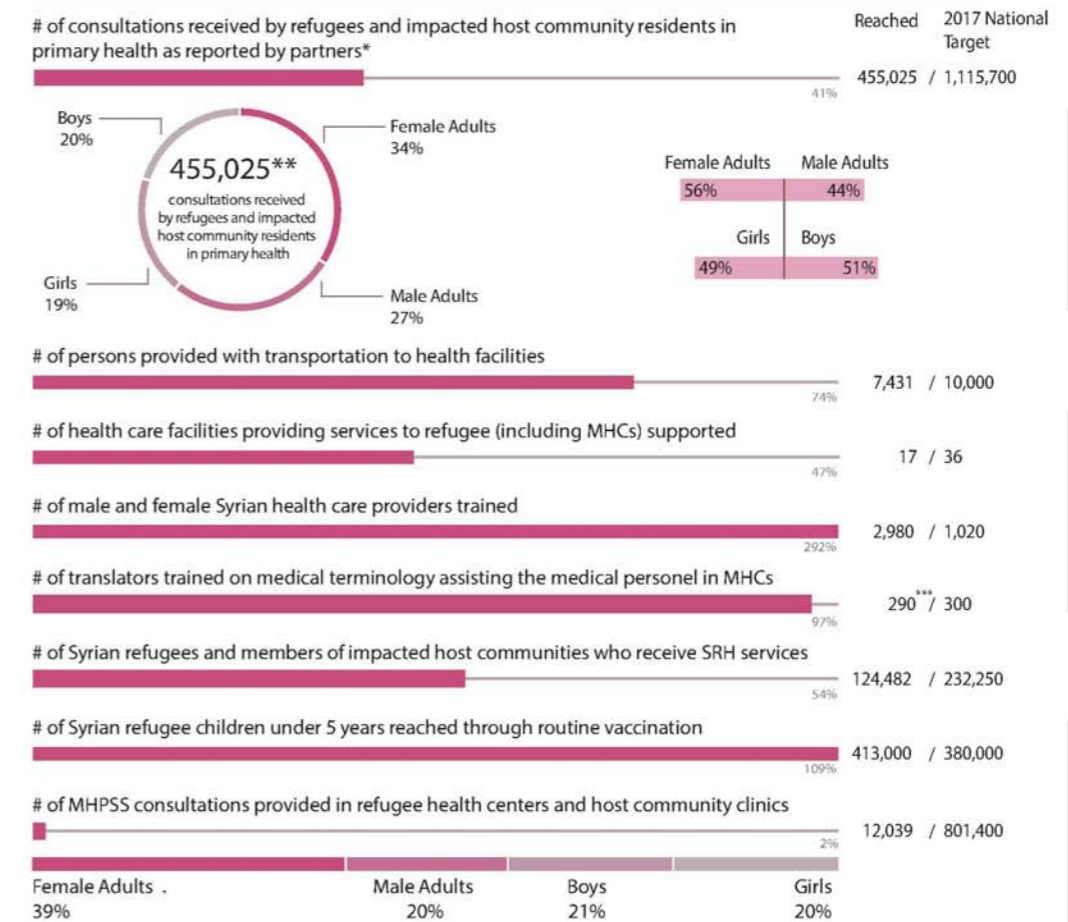 # of consultations received by refugees and impacted host community residents in
primary health as reported by partners*
Reached
2017 National
Target
455,025 / 1,115,700
41%
Boys
20%
Female Adults
34%
455,025**
consultations received
by refugees and impacted
host community residents
in primary health
Girls
19%
Male Adults
27%
Female Adults Male Adults
56% 44%
Girls Boys
49% 51%
# of persons provided with transportation to health facilities
7,431 / 10,000
74%
# of health care facilities providing services to refugee (including MHCs) supported
17 / 36
47%
# of male and female Syrian health care providers trained
2,980 / 1,020
292%
# of translators trained on medical terminology assisting the medical personel in MHCs
290*** / 300
97%
# of Syrian refugees and members of impacted host communities who receive SRH services
124,482 / 232,250
54%
# of Syrian refugee children under 5 years reached through routine vaccination
413,000 / 380,000
109%
# of MHPSS consultations provided in refugee health centers and host community clinics
12,039 / 801,400
2%
Female Adults . Male Adults Boys Girls
39% 20% 21% 20%